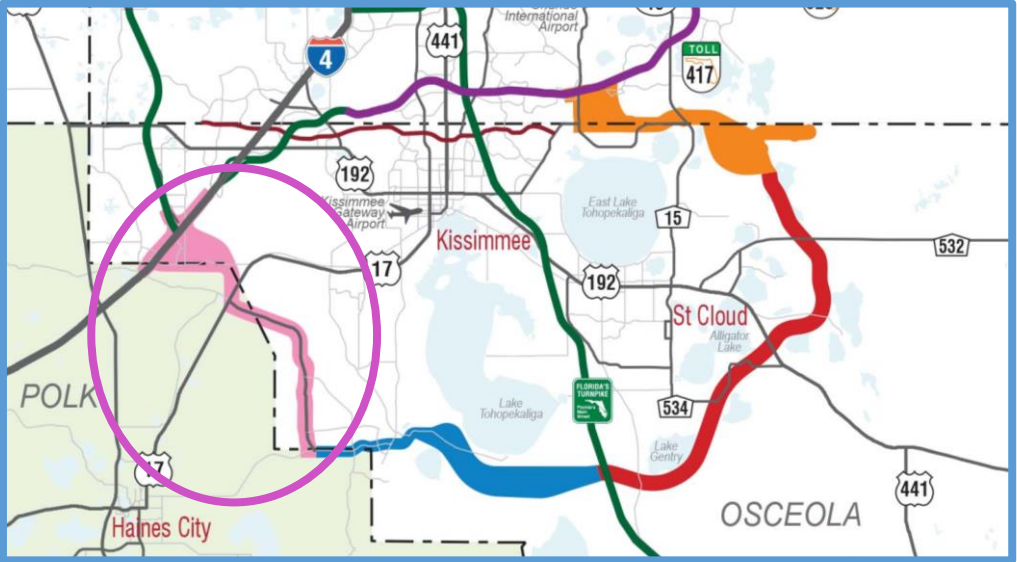 International
Airport
441
4
TOLL
417
192
Kissimmee
Gateway
Airport
East Lake
Tohopekaliga
15
Kissimmee
532
17
192
St Cloud
Alligator
Lake
POLK
FLORIDA'S
TURNPIKE
534
Lake
Tohopekaliga
Lake
Gentry
17
441
OSCEOLA
Haines City